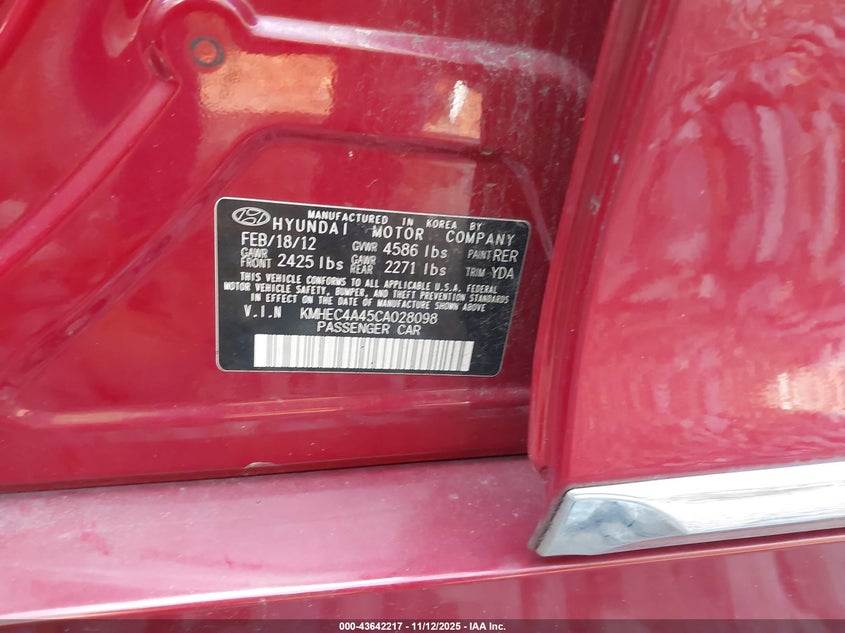 MANUFACTURED IN KOREA BY
HYUNDAI MOTOR COMPANY
FEB/18/12 GVWR 4586 lbs PAINT RER
GAWR FRONT 2425 lbs GAWR REAR 2271 lbs TRIM YDA
THIS VEHICLE CONFORMS TO ALL APPLICABLE U.S.A. FEDERAL
MOTOR VEHICLE SAFETY, BUMPER, AND THEFT PREVENTION STANDARDS
IN EFFECT ON THE DATE OF MANUFACTURE SHOWN ABOVE
V.I.N KMHEC4A45CA028098
PASSENGER CAR
000-43642217 - 11/12/2025 - IAA Inc.